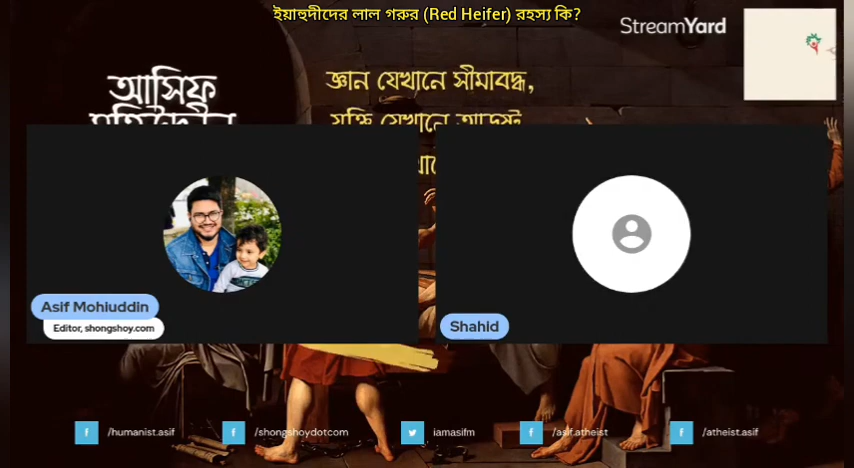 ইয়াহুদীদের লাল গরুর (Red Heifer) রহস্য কি?
StreamYard
আসিফ
জ্ঞান যেখানে সীমাবদ্ধ,
যুক্তি যেখানে আড়ষ্ট
Asif Mohiuddin
Editor, shongshoy.com
Shahid
/humanist.asif
/shongshoydotcom
iamasifm
/asif.atheist
/atheist.asif